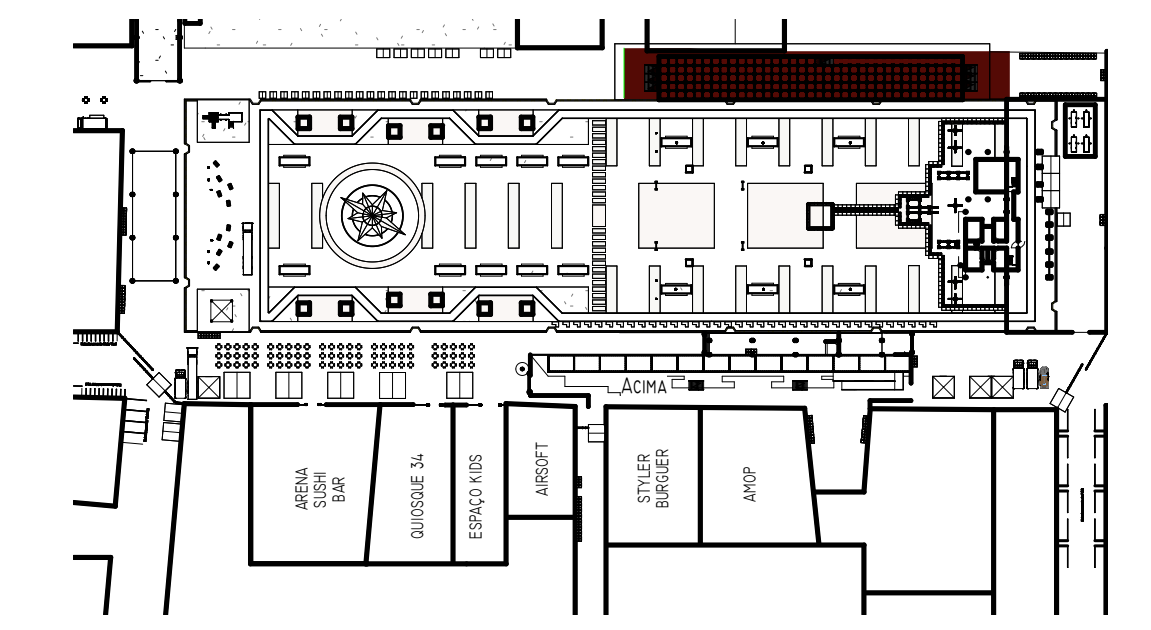 ACIMA
ARENA
SUSHI
BAR
QUIOSQUE 34
ESPAÇO KIDS
AIRSOFT
STYLER
BURGUER
AMOP